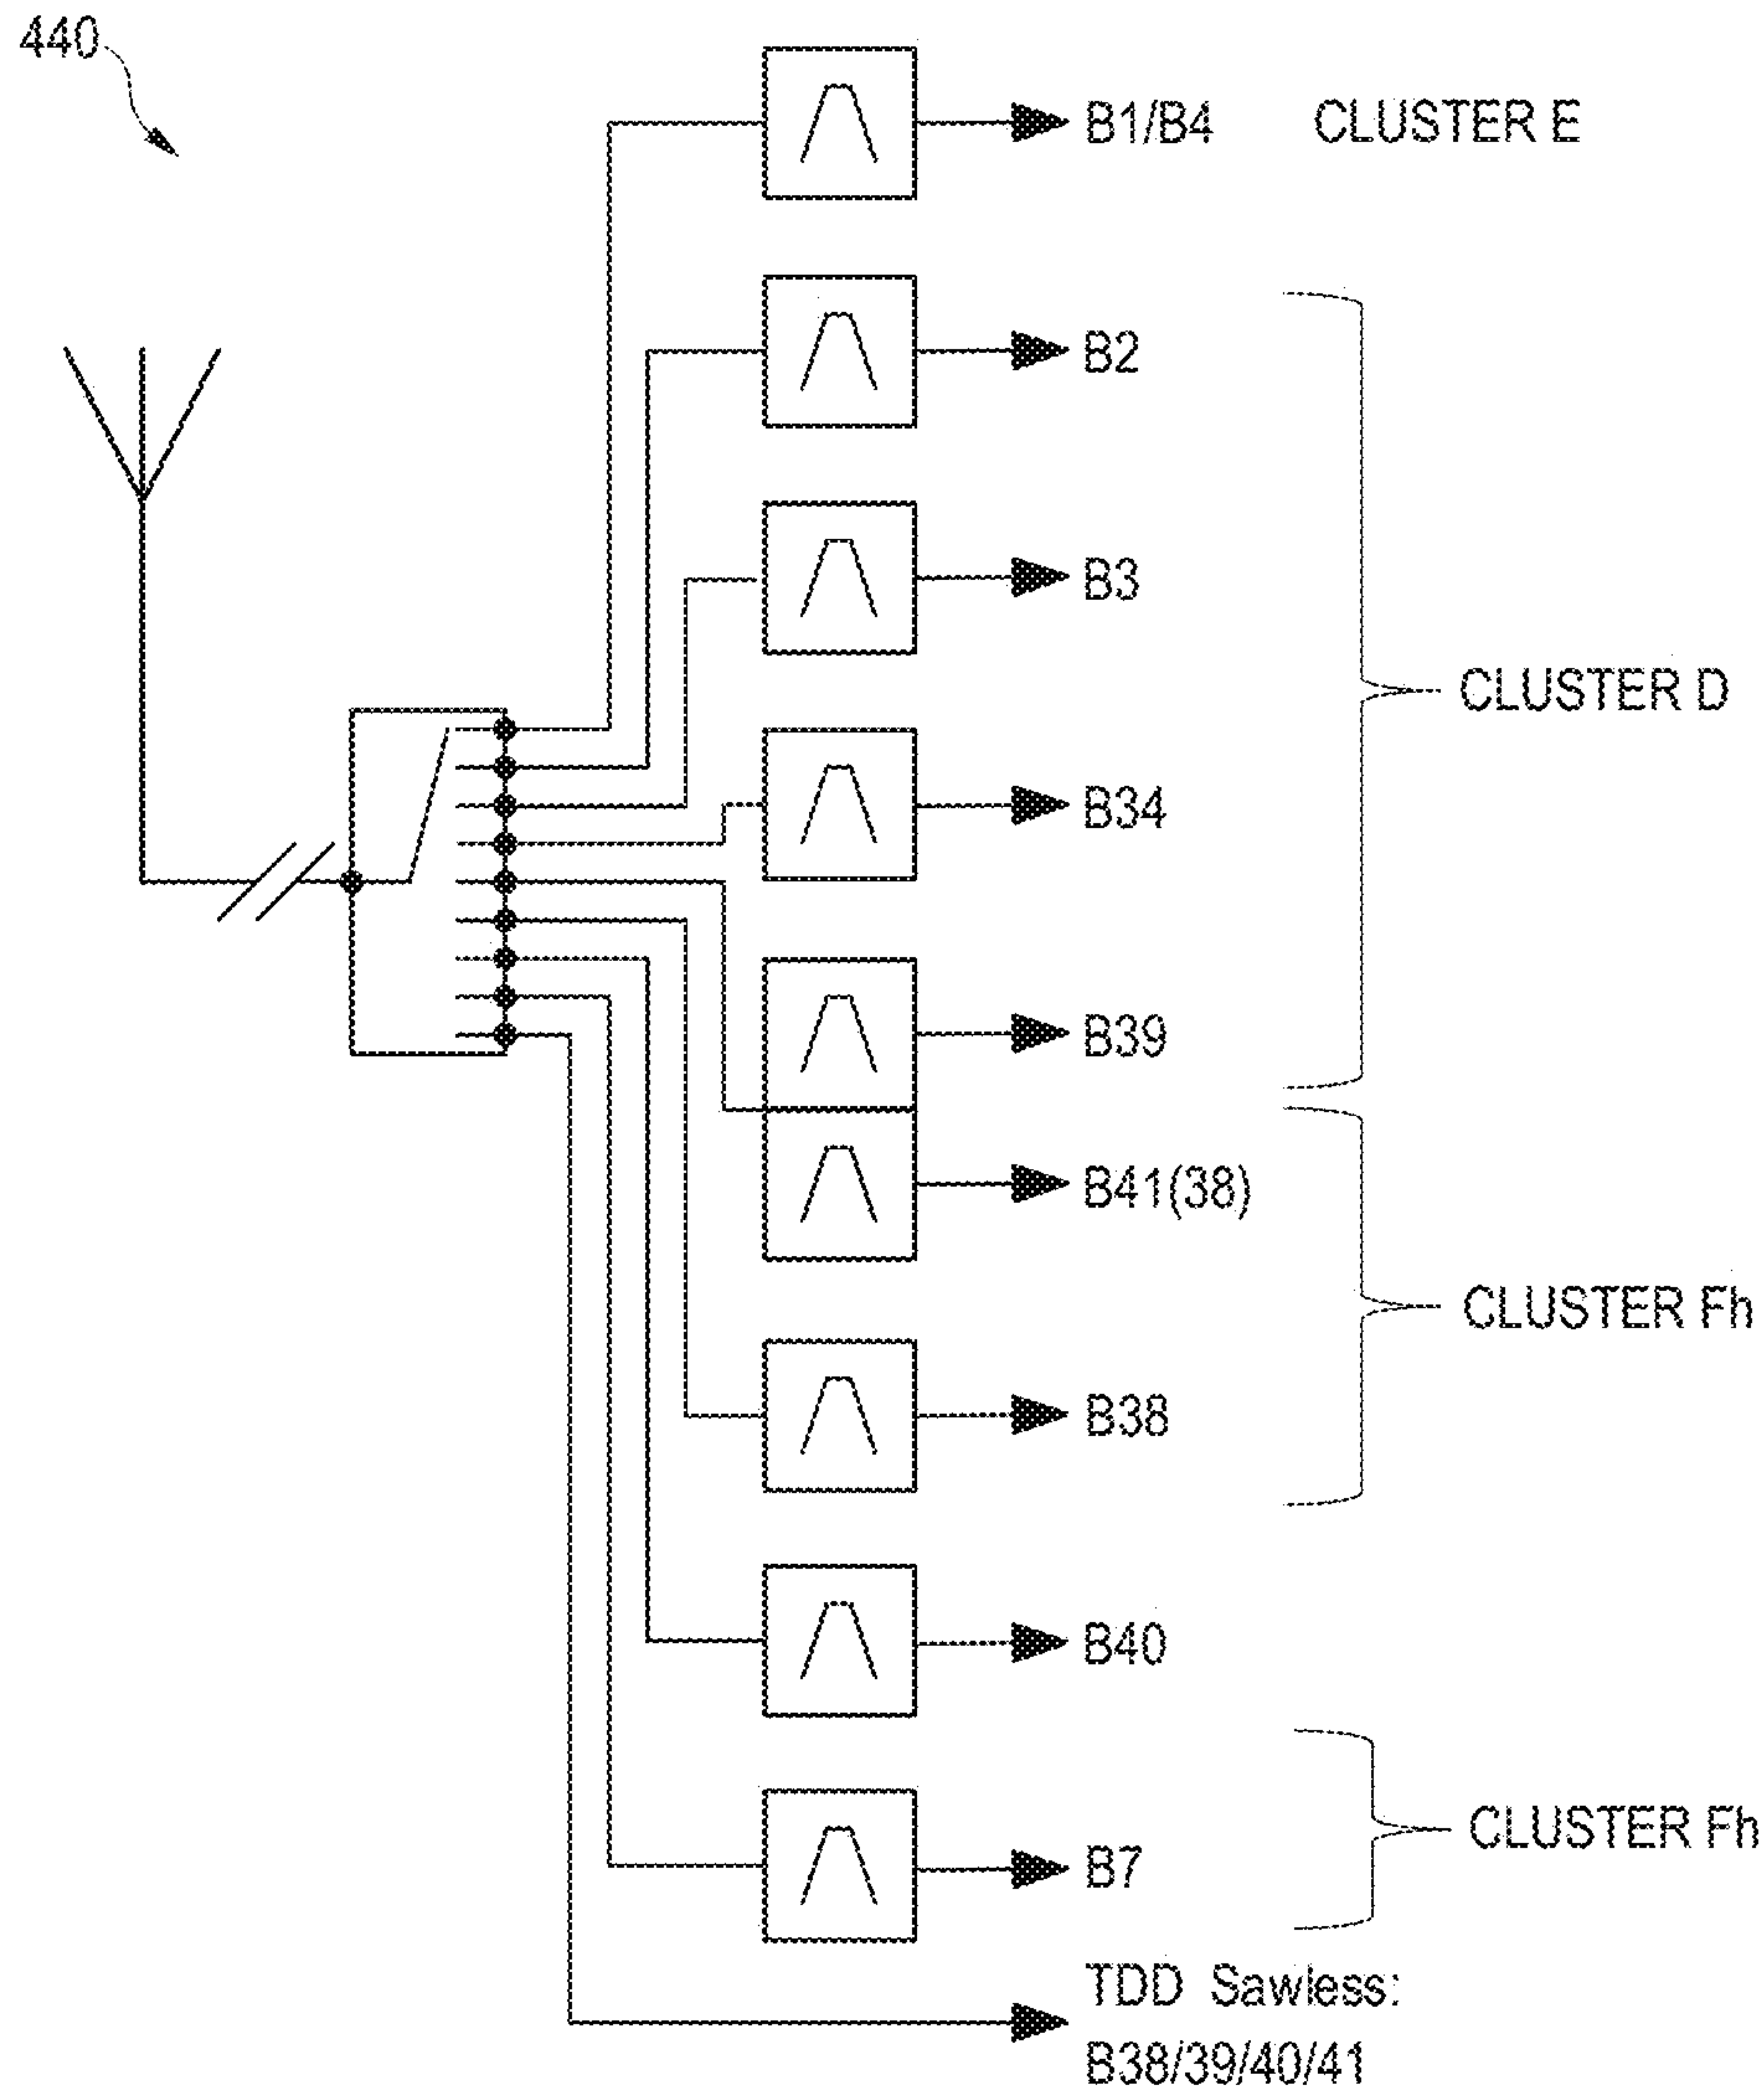 440
B1/B4 CLUSTER E
B2
B3
CLUSTER D
B34
B39
B41(38)
CLUSTER Fh
B38
B40
CLUSTER Fh
B7
TDD Sawless:
B38/39/40/41